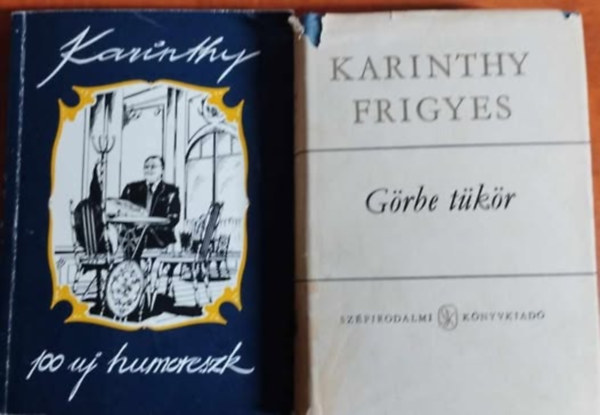 Karinthy
100 uj humoreszk
KARINTHY
FRIGYES
Görbe tükör
SZÉPIRODALMI KÖNYVKIADÓ